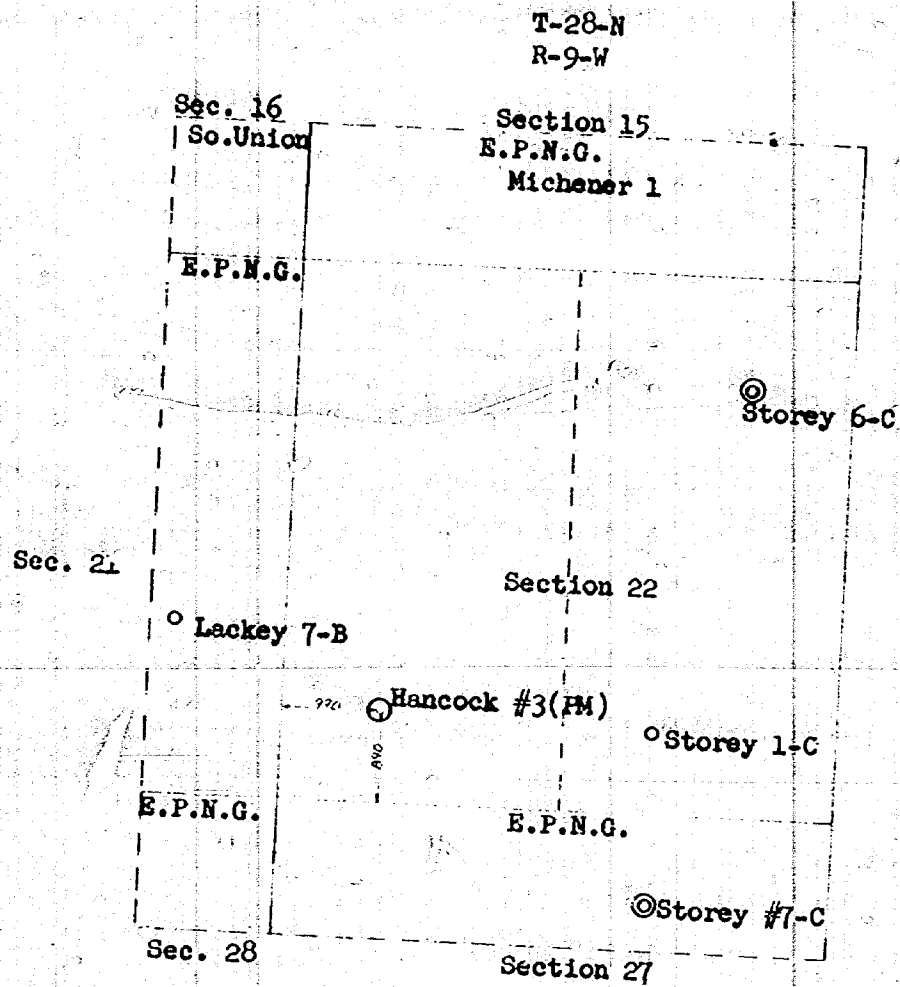 T-28-N
R-9-W
Sec. 16
So.Union
Section 15
E.P.N.G.
Michener 1
E.P.N.G.
Storey 6-C
Sec. 21
Section 22
Lackey 7-B
Hancock #3(PM)
Storey 1-C
E.P.N.G.
E.P.N.G.
Storey #7-C
Sec. 28
Section 27